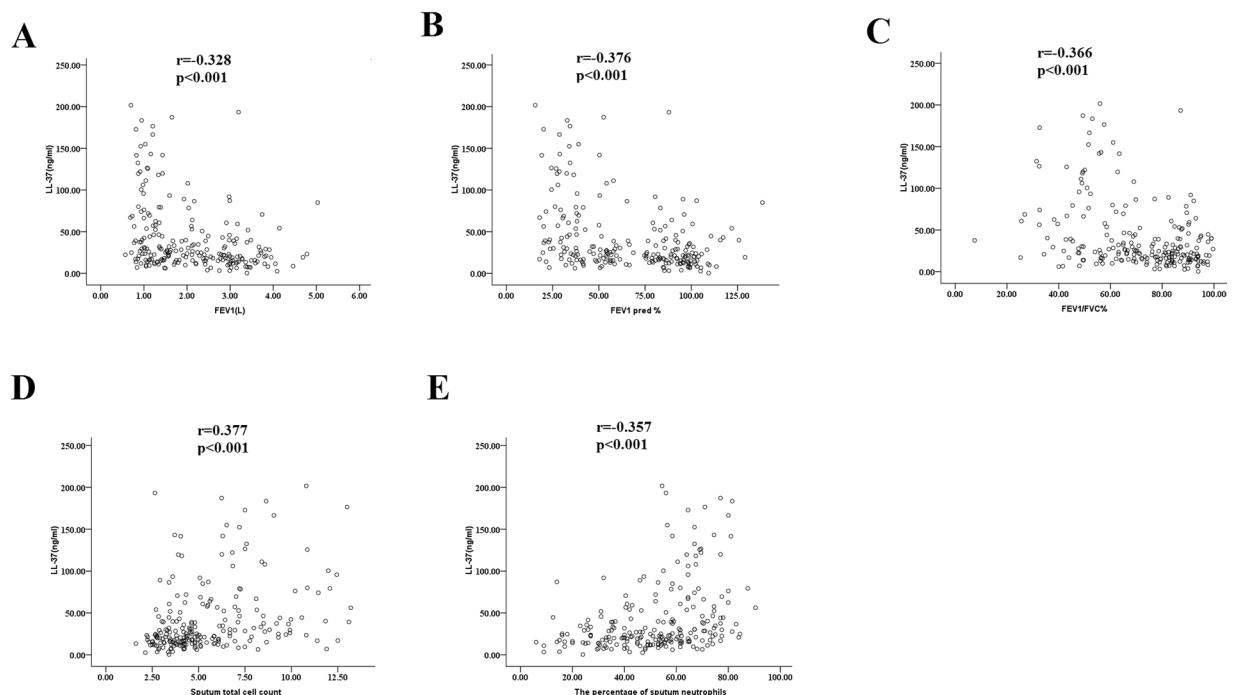 A
r=-0.328
p<0.001
250.00
200.00
150.00
100.00
50.00
0.00
LL-37(ng/ml)
0.00 1.00 2.00 3.00 4.00 5.00 6.00
FEV1(L)
B
r=-0.376
p<0.001
250.00
200.00
150.00
100.00
50.00
0.00
LL-37(ng/ml)
0.00 25.00 50.00 75.00 100.00 125.00
FEV1 pred %
C
r=-0.366
p<0.001
250.00
200.00
150.00
100.00
50.00
0.00
LL-37(ng/ml)
0.00 20.00 40.00 60.00 80.00 100.00
FEV1/FVC%
D
r=0.377
p<0.001
250.00
200.00
150.00
100.00
50.00
0.00
LL-37(ng/ml)
0.00 2.50 5.00 7.50 10.00 12.50
Sputum total cell count
E
r=-0.357
p<0.001
250.00
200.00
150.00
100.00
50.00
0.00
LL-37(ng/ml)
0.00 20.00 40.00 60.00 80.00 100.00
The percentage of sputum neutrophils